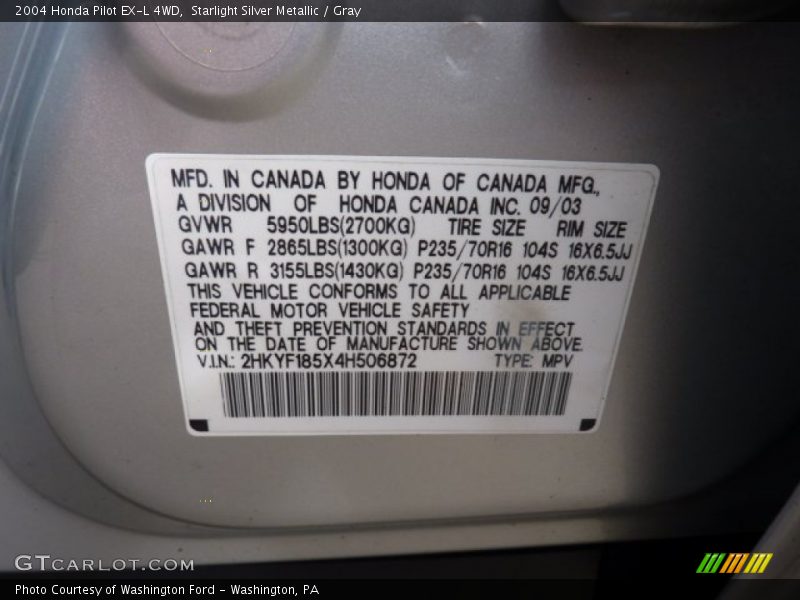 2004 Honda Pilot EX-L 4WD,  Starlight Silver Metallic / Gray
MFD. IN CANADA BY HONDA OF CANADA MFG.,
A DIVISION OF HONDA CANADA INC. 09/03
GVWR 5950LBS(2700KG) TIRE SIZE RIM SIZE
GAWR F 2865LBS(1300KG) P235/70R16 104S 16X6.5JJ
GAWR R 3155LBS(1430KG) P235/70R16 104S 16X6.5JJ
THIS VEHICLE CONFORMS TO ALL APPLICABLE
FEDERAL MOTOR VEHICLE SAFETY
AND THEFT PREVENTION STANDARDS IN EFFECT
ON THE DATE OF MANUFACTURE SHOWN ABOVE.
V.I.N.: 2HKYF185X4H506872 TYPE: MPV
GTCARLOT.COM
Photo Courtesy of Washington Ford - Washington, PA